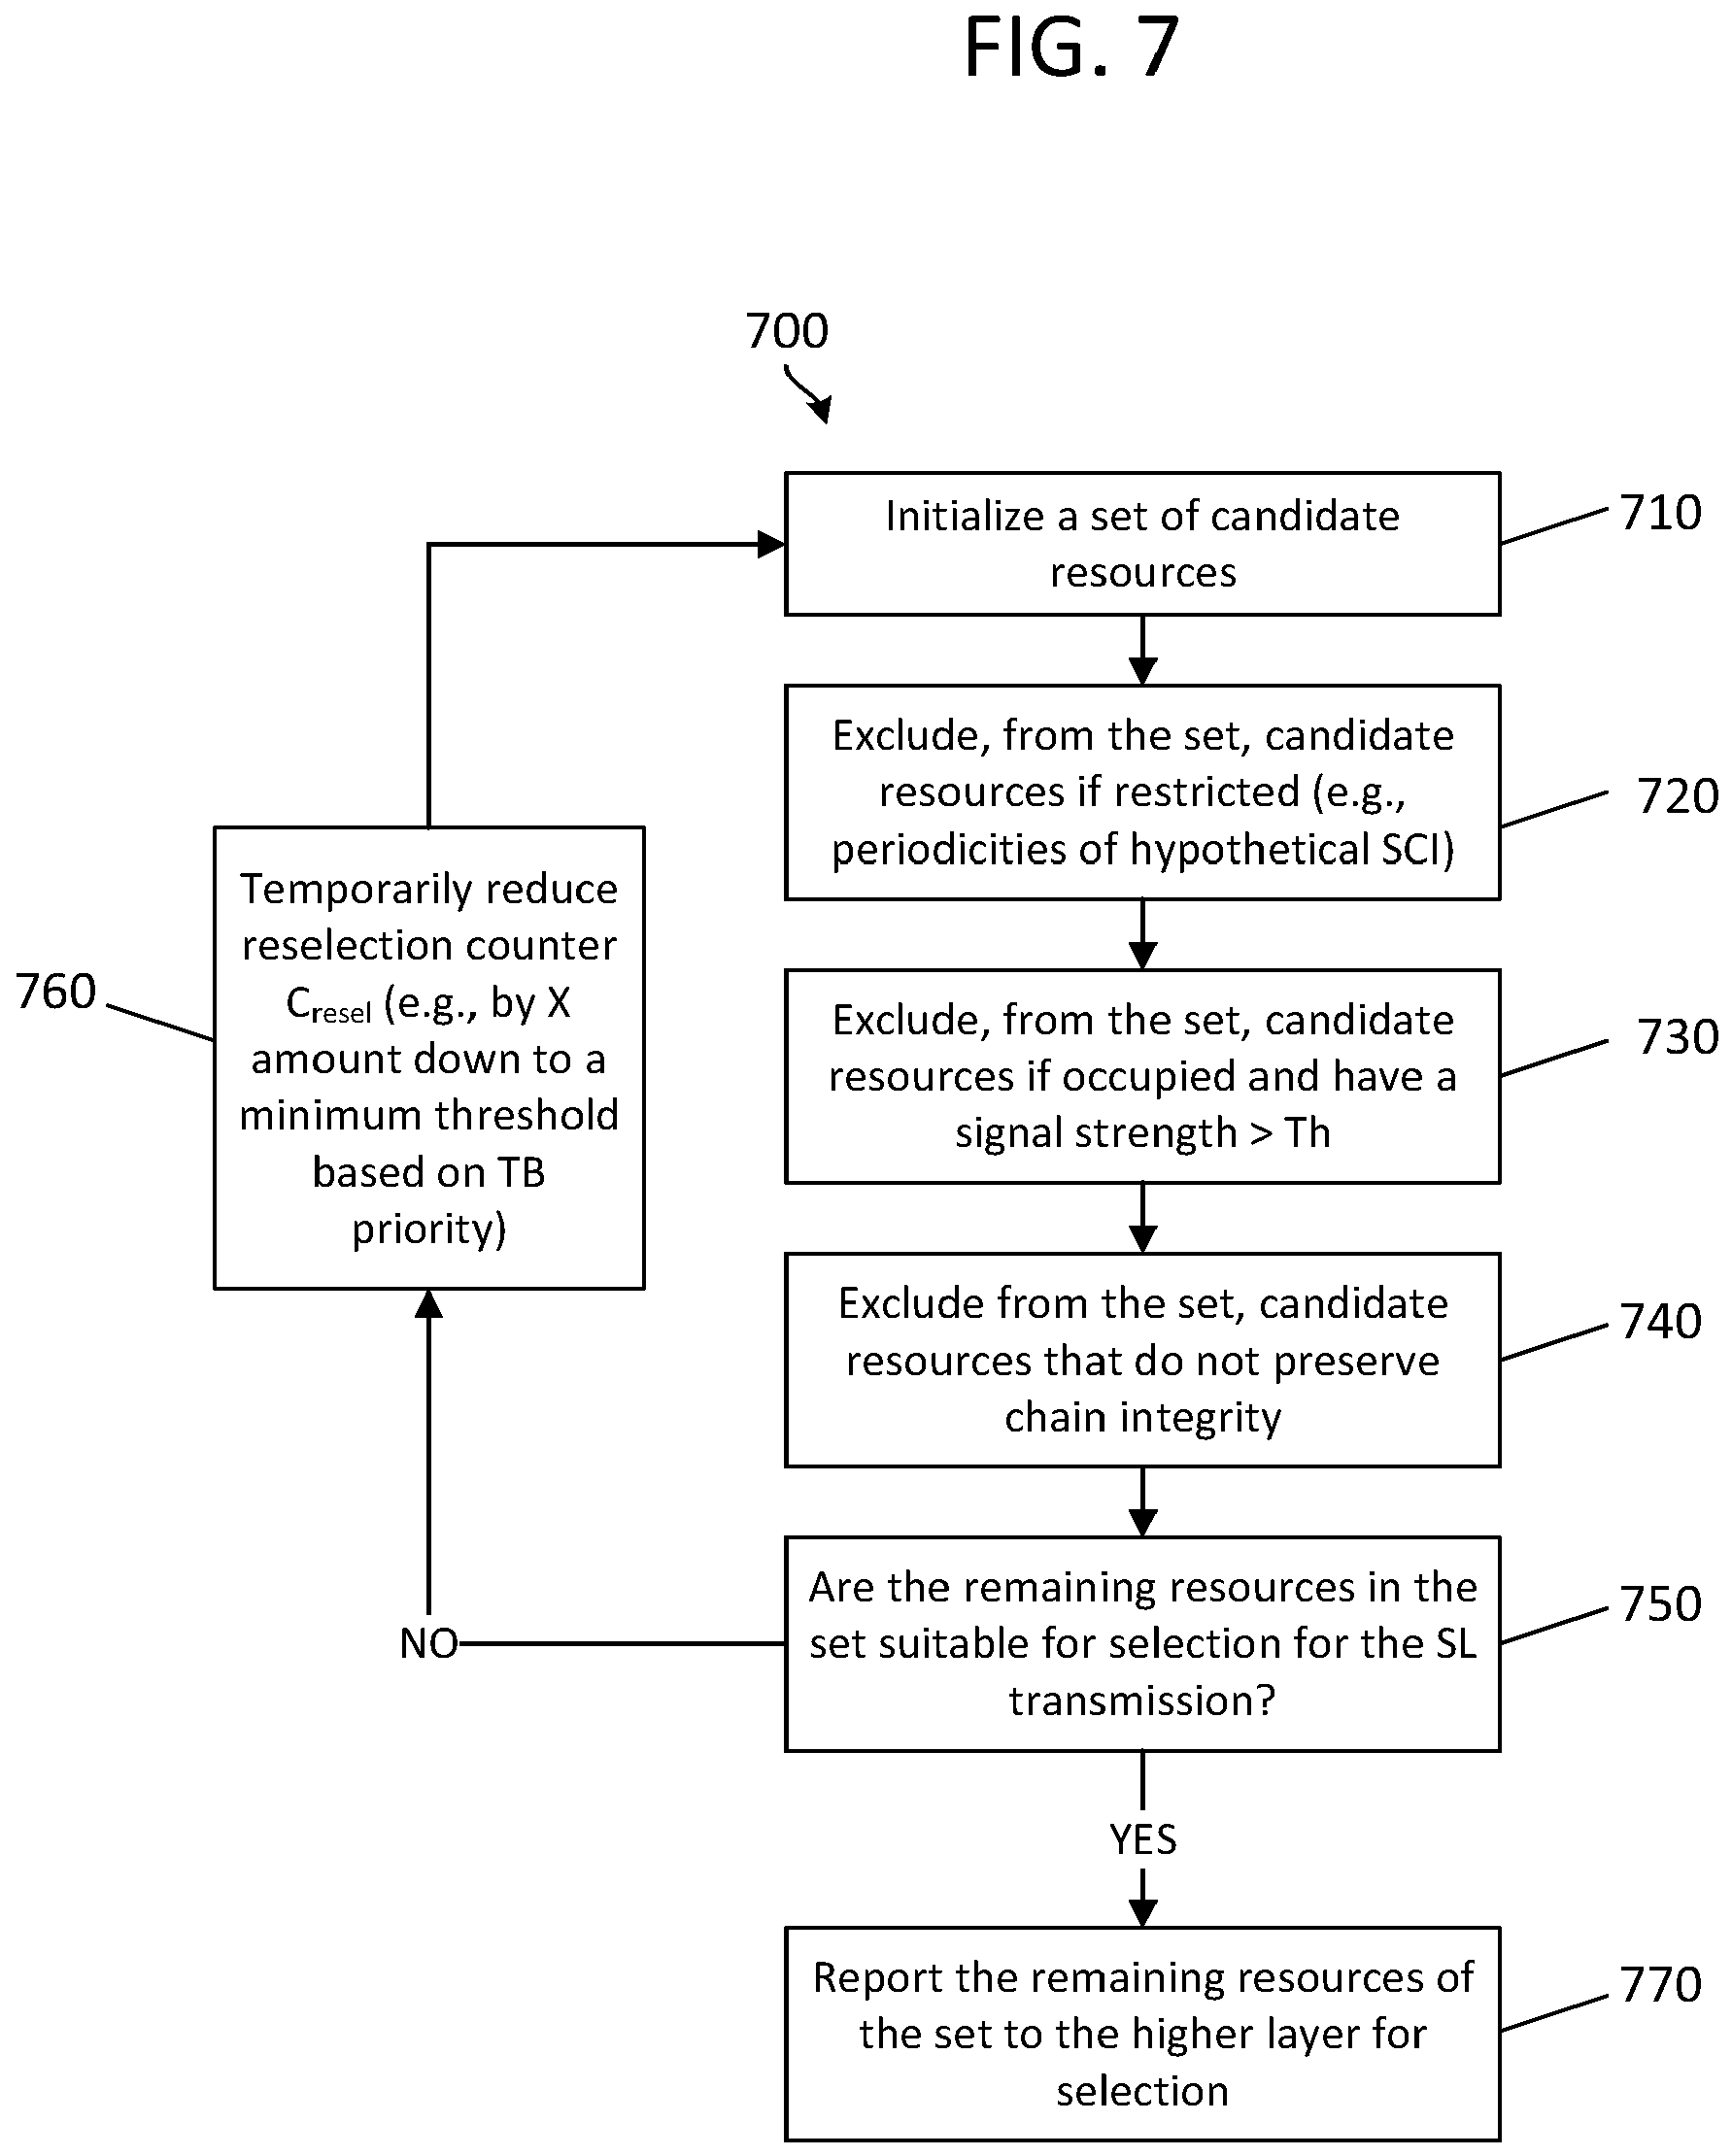 FIG. 7
700
Initialize a set of candidate
resources
710
Exclude, from the set, candidate
resources if restricted (e.g.,
periodicities of hypothetical SCI)
720
Exclude, from the set, candidate
resources if occupied and have a
signal strength > Th
730
Exclude from the set, candidate
resources that do not preserve
chain integrity
740
Are the remaining resources in the
set suitable for selection for the SL
transmission?
750
NO
Temporarily reduce
reselection counter
Cresel (e.g., by X
amount down to a
minimum threshold
based on TB
priority)
760
YES
Report the remaining resources of
the set to the higher layer for
selection
770